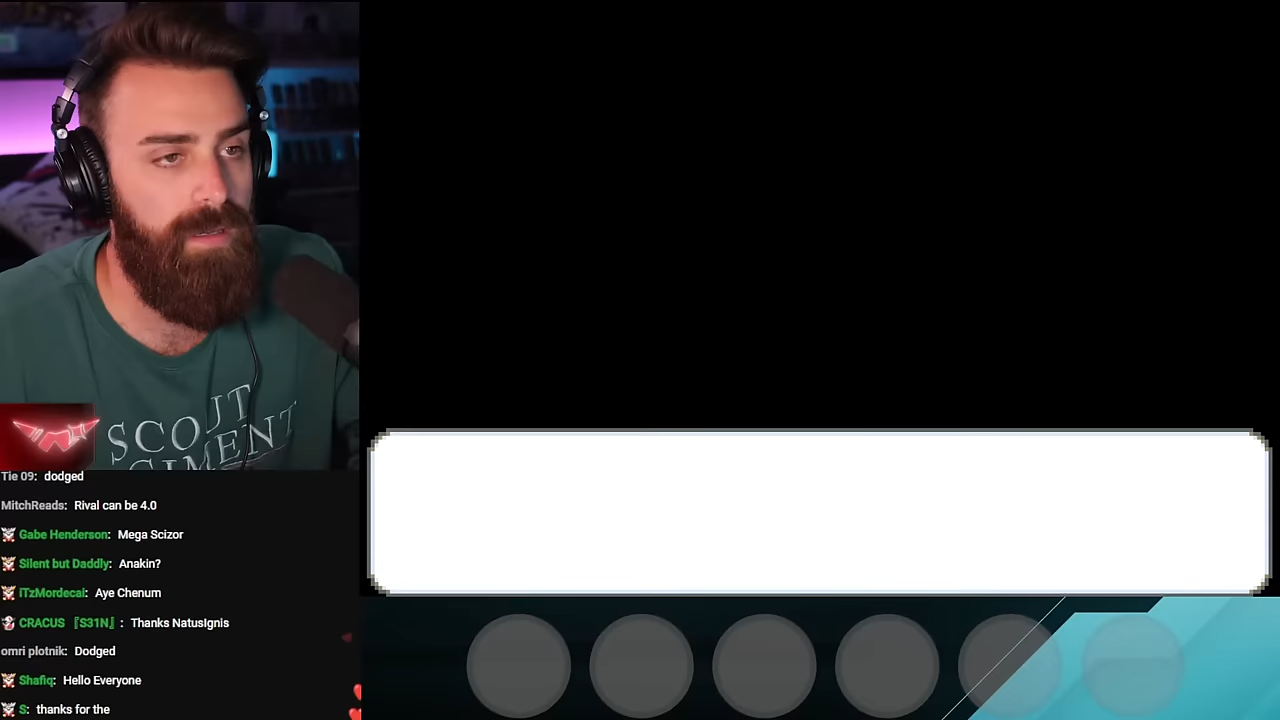 SCOUT
GIMENT
Tie 09: dodged
MitchReads: Rival can be 4.0
Gabe Henderson: Mega Scizor
Silent but Daddly: Anakin?
ITzMordecai: Aye Chenum
CRACUS 『S31N』: Thanks NatusIgnis
omri plotnik: Dodged
Shafiq: Hello Everyone
S: thanks for the